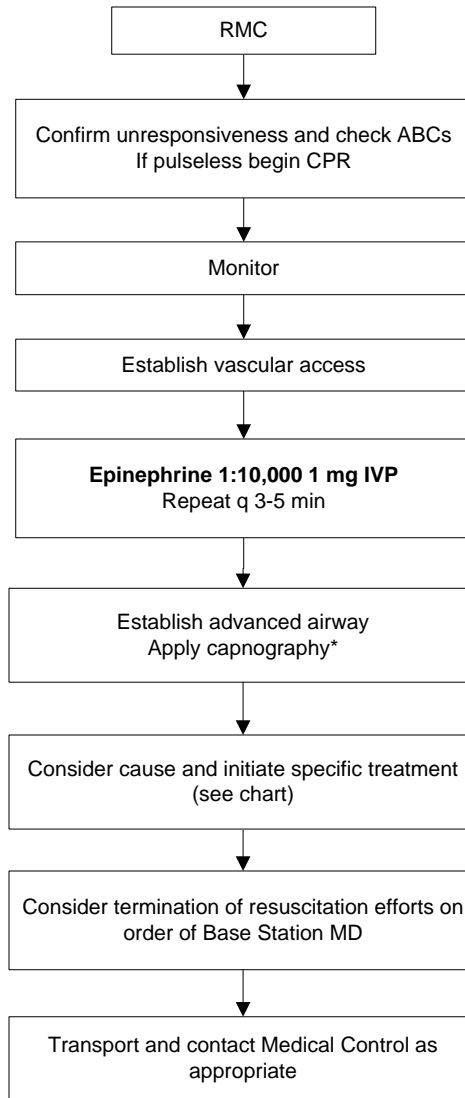 RMC
Confirm unresponsiveness and check ABCs
If pulseless begin CPR
Monitor
Establish vascular access
Epinephrine 1:10,000 1 mg IVP
Repeat q 3-5 min
Establish advanced airway
Apply capnography*
Consider cause and initiate specific treatment
(see chart)
Consider termination of resuscitation efforts on
order of Base Station MD
Transport and contact Medical Control as
appropriate